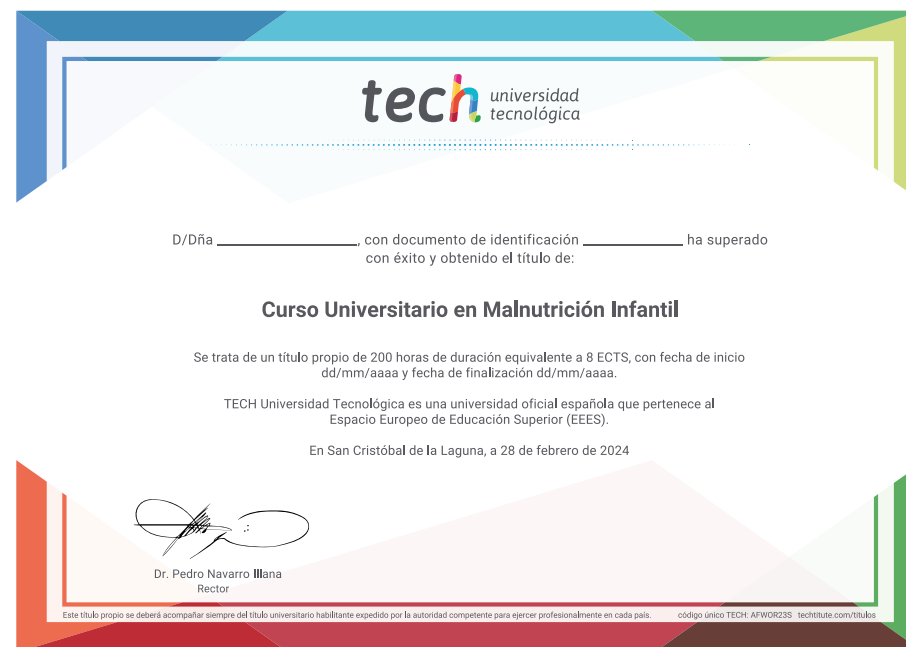 tech universidad
tecnológica
D/Dña ____________, con documento de identificación ____________ ha superado
con éxito y obtenido el título de:
Curso Universitario en Malnutrición Infantil
Se trata de un título propio de 200 horas de duración equivalente a 8 ECTS, con fecha de inicio
dd/mm/aaaa y fecha de finalización dd/mm/aaaa.
TECH Universidad Tecnológica es una universidad oficial española que pertenece al
Espacio Europeo de Educación Superior (EEES).
En San Cristóbal de la Laguna, a 28 de febrero de 2024
Dr. Pedro Navarro Illana
Rector
Este título propio se deberá acompañar siempre del título universitario habilitante expedido por la autoridad competente para ejercer profesionalmente en cada país. código único TECH: AFWOR23S techtitute.com/titulos